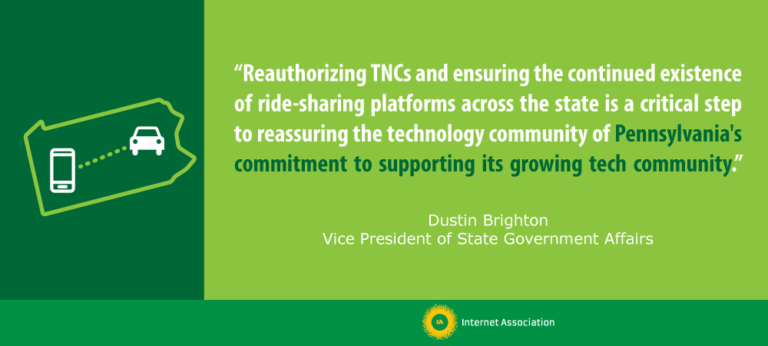 “Reauthorizing TNCs and ensuring the continued existence
of ride-sharing platforms across the state is a critical step
to reassuring the technology community of Pennsylvania's
commitment to supporting its growing tech community.”
Dustin Brighton
Vice President of State Government Affairs
IA Internet Association